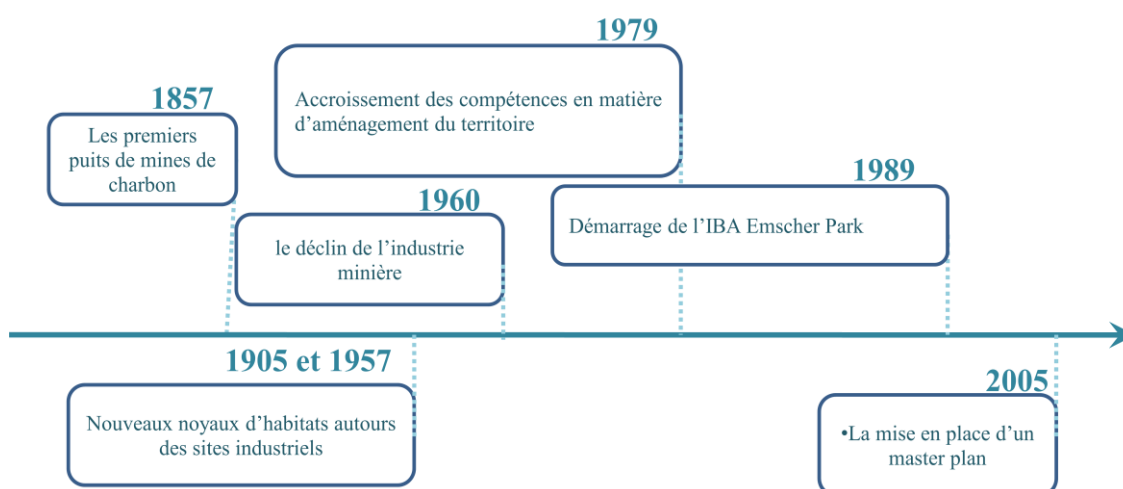 1857
Les premiers
puits de mines de
charbon
1905 et 1957
Nouveaux noyaux d’habitats autours
des sites industriels
1960
le déclin de l’industrie
minière
1979
Accroissement des compétences en matière
d’aménagement du territoire
1989
Démarrage de l’IBA Emscher Park
2005
•La mise en place d’un
master plan